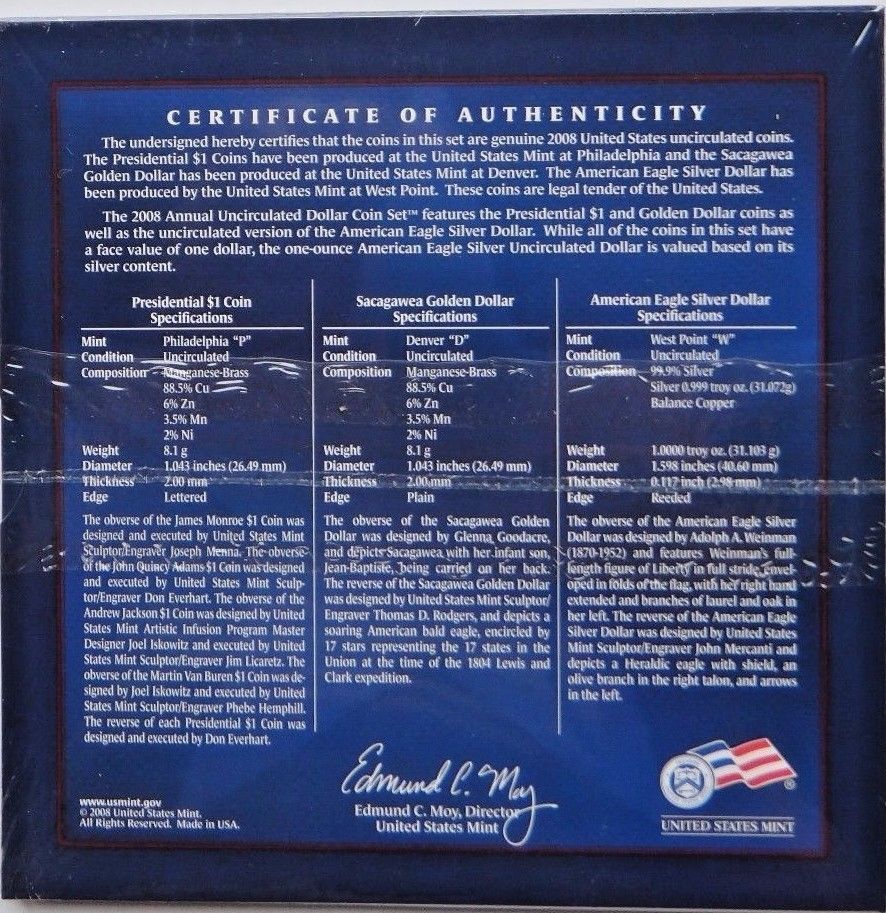 CERTIFICATE OF AUTHENTICITY
The undersigned hereby certifies that the coins in this set are genuine 2008 United States uncirculated coins.
The Presidential $1 Coins have been produced at the United States Mint at Philadelphia and the Sacagawea
Golden Dollar has been produced at the United States Mint at Denver. The American Eagle Silver Dollar has
been produced by the United States Mint at West Point. These coins are legal tender of the United States.
The 2008 Annual Uncirculated Dollar Coin Set™ features the Presidential $1 and Golden Dollar coins as
well as the uncirculated version of the American Eagle Silver Dollar. While all of the coins in this set have
a face value of one dollar, the one-ounce American Eagle Silver Uncirculated Dollar is valued based on its
silver content.
Presidential $1 Coin
Specifications
Mint Philadelphia "P"
Condition Uncirculated
Composition Manganese-Brass
88.5% Cu
6% Zn
3.5% Mn
2% Ni
Weight 8.1 g
Diameter 1.043 inches (26.49 mm)
Thickness 2.00 mm
Edge Lettered
The obverse of the James Monroe $1 Coin was
designed and executed by United States Mint
Sculptor/Engraver Joseph Menna. The obverse
of the John Quincy Adams $1 Coin was designed
and executed by United States Mint Sculp-
tor/Engraver Don Everhart. The obverse of the
Andrew Jackson $1 Coin was designed by United
States Mint Artistic Infusion Program Master
Designer Joel Iskowitz and executed by United
States Mint Sculptor/Engraver Jim Licaretz. The
obverse of the Martin Van Buren $1 Coin was de-
signed by Joel Iskowitz and executed by United
States Mint Sculptor/Engraver Phebe Hemphill.
The reverse of each Presidential $1 Coin was
designed and executed by Don Everhart.
Sacagawea Golden Dollar
Specifications
Mint Denver "D"
Condition Uncirculated
Composition Manganese-Brass
88.5% Cu
6% Zn
3.5% Mn
2% Ni
Weight 8.1 g
Diameter 1.043 inches (26.49 mm)
Thickness 2.00 mm
Edge Plain
The obverse of the Sacagawea Golden
Dollar was designed by Glenna Goodacre,
and depicts Sacagawea with her infant son,
Jean-Baptiste, being carried on her back.
The reverse of the Sacagawea Golden Dollar
was designed by United States Mint Sculptor/
Engraver Thomas D. Rodgers, and depicts a
soaring American bald eagle, encircled by
17 stars representing the 17 states in the
Union at the time of the 1804 Lewis and
Clark expedition.
American Eagle Silver Dollar
Specifications
Mint West Point "W"
Condition Uncirculated
Composition 99.9% Silver
Silver 0.999 troy oz. (31.072g)
Balance Copper
Weight 1.0000 troy oz. (31.103 g)
Diameter 1.598 inches (40.60 mm)
Thickness 0.117 inch (2.98 mm)
Edge Reeded
The obverse of the American Eagle Silver
Dollar was designed by Adolph A. Weinman
(1870-1952) and features Weinman's full-
length figure of Liberty in full stride, envel-
oped in folds of the flag, with her right hand
extended and branches of laurel and oak in
her left. The reverse of the American Eagle
Silver Dollar was designed by United States
Mint Sculptor/Engraver John Mercanti and
depicts a Heraldic eagle with shield, an
olive branch in the right talon, and arrows
in the left.
www.usmint.gov
© 2008 United States Mint.
All Rights Reserved. Made in USA.
Edmund C. Moy
Edmund C. Moy, Director
United States Mint
®
UNITED STATES MINT